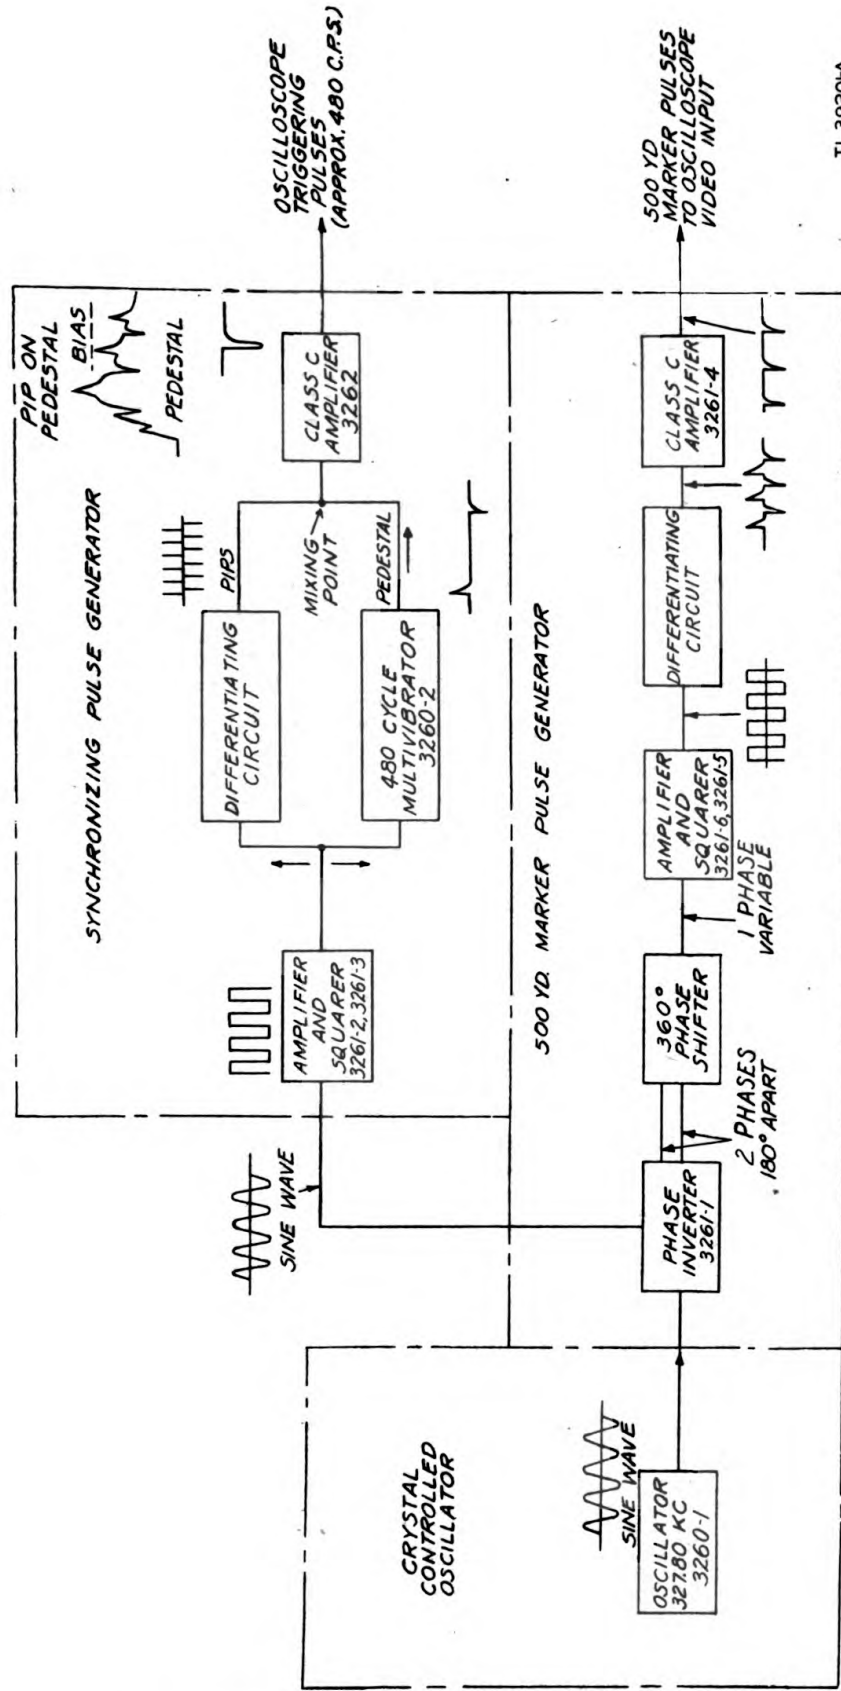 CRYSTAL
CONTROLLED
OSCILLATOR
SINE WAVE
OSCILLATOR
327.80 KC
3260-1
SINE WAVE
PHASE
INVERTER
3261-1
2 PHASES
180° APART
360°
PHASE
SHIFTER
1 PHASE
VARIABLE
SYNCHRONIZING PULSE GENERATOR
AMPLIFIER
AND
SQUARER
3261-2, 3261-3
DIFFERENTIATING
CIRCUIT
480 CYCLE
MULTIVIBRATOR
3260-2
PIPS
MIXING
POINT
PEDESTAL
PIP ON
PEDESTAL
BIAS
PEDESTAL
CLASS C
AMPLIFIER
3262
OSCILLOSCOPE
TRIGGERING
PULSES
(APPROX. 480 C.P.S.)
500 YD. MARKER PULSE GENERATOR
AMPLIFIER
AND
SQUARER
3261-6, 3261-5
DIFFERENTIATING
CIRCUIT
CLASS C
AMPLIFIER
3261-4
500 YD
MARKER PULSES
TO OSCILLOSCOPE
VIDEO INPUT